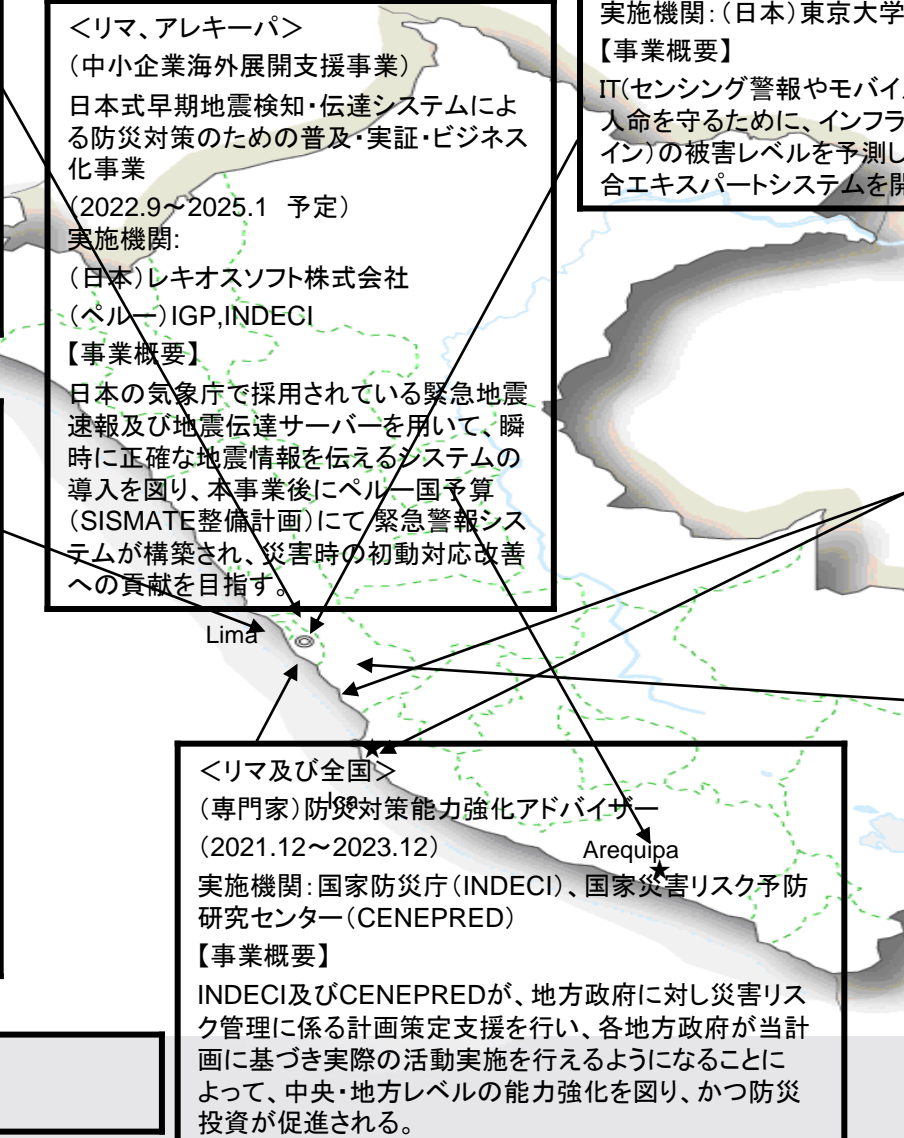 ＜リマ、アレキーパ＞
（中小企業海外展開支援事業）
日本式早期地震検知・伝達システムによ
る防災対策のための普及・実証・ビジネス
化事業
（2022.9～2025.1 予定）
実施機関:
（日本）レキオスソフト株式会社
（ペルー）IGP,INDECI
【事業概要】
日本の気象庁で採用されている緊急地震
速報及び地震伝達サーバーを用いて、瞬
時に正確な地震情報を伝えるシステムの
導入を図り、本事業後にペルー国予算
（SISMATE整備計画）にて緊急警報シス
テムが構築され、災害時の初動対応改善
への貢献を目指す。
実施機関：（日本）東京大学
【事業概要】
IT(センシング警報やモバイ
人命を守るために、インフラ
イン）の被害レベルを予測し
合エキスパートシステムを開
Lima
＜リマ及び全国＞
（専門家）防災対策能力強化アドバイザー
（2021.12～2023.12）
Arequipa
実施機関：国家防災庁（INDECI）、国家災害リスク予防
研究センター（CENEPRED）
【事業概要】
INDECI及びCENEPREDが、地方政府に対し災害リス
ク管理に係る計画策定支援を行い、各地方政府が当計
画に基づき実際の活動実施を行えるようになることに
よって、中央・地方レベルの能力強化を図り、かつ防災
投資が促進される。